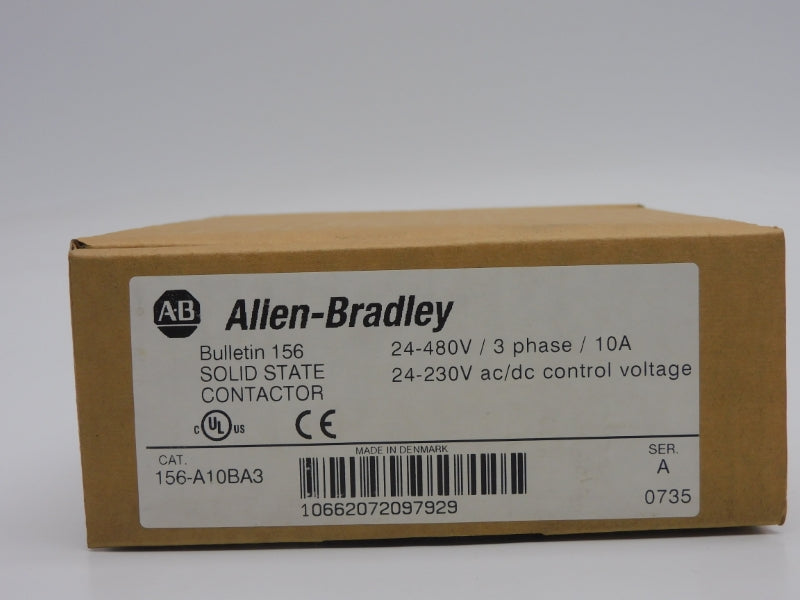 A-B Allen-Bradley
Bulletin 156
SOLID STATE
CONTACTOR
24-480V / 3 phase / 10A
24-230V ac/dc control voltage
C UL US CE
CAT.
156-A10BA3
MADE IN DENMARK
10662072097929
SER.
A
0735